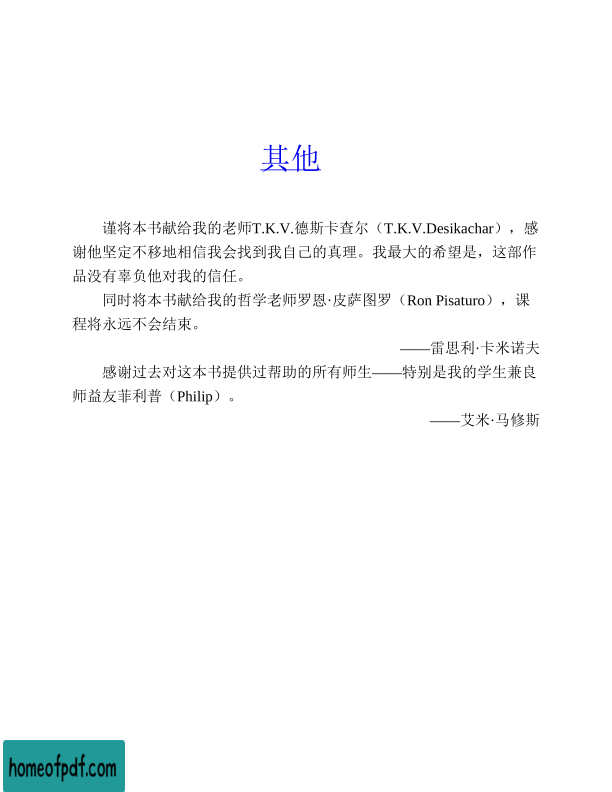 其他
谨将本书献给我的老师T.K.V.德斯卡查尔（T.K.V.Desikachar），感
谢他坚定不移地相信我会找到我自己的真理。我最大的希望是，这部作
品没有辜负他对我的信任。
同时将本书献给我的哲学老师罗恩·皮萨图罗（Ron Pisaturo），课
程将永远不会结束。
——雷思利·卡米诺夫
感谢过去对这本书提供过帮助的所有师生——特别是我的学生兼良
师益友菲利普（Philip）。
——艾米·马修斯
homeofpdf.com